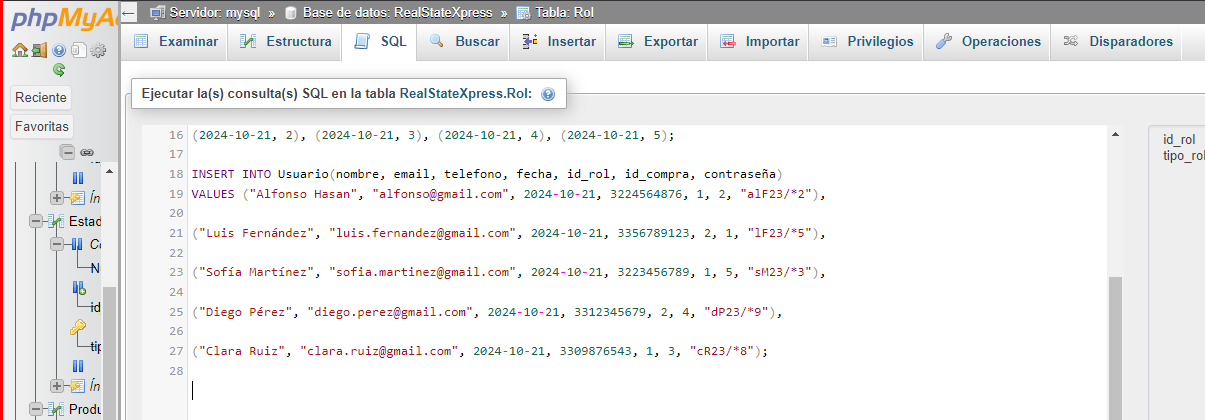 phpMyAd
Servidor: mysql » Base de datos: RealStateXpress » Tabla: Rol
Examinar Estructura SQL Buscar Insertar Exportar Importar Privilegios Operaciones Disparadores
Reciente
Favoritas
Ejecutar la(s) consulta(s) SQL en la tabla RealStateXpress.Rol:
16 (2024-10-21, 2), (2024-10-21, 3), (2024-10-21, 4), (2024-10-21, 5);
17
18 INSERT INTO Usuario(nombre, email, telefono, fecha, id_rol, id_compra, contraseña)
19 VALUES ("Alfonso Hasan", "alfonso@gmail.com", 2024-10-21, 3224564876, 1, 2, "alF23/*2"),
20
21 ("Luis Fernández", "luis.fernandez@gmail.com", 2024-10-21, 3356789123, 2, 1, "lF23/*5"),
22
23 ("Sofía Martínez", "sofia.martinez@gmail.com", 2024-10-21, 3223456789, 1, 5, "sM23/*3"),
24
25 ("Diego Pérez", "diego.perez@gmail.com", 2024-10-21, 3312345679, 2, 4, "dP23/*9"),
26
27 ("Clara Ruiz", "clara.ruiz@gmail.com", 2024-10-21, 3309876543, 1, 3, "cR23/*8");
28
id_rol
tipo_rol
Ín
Estad
Co
N
id
tip
Ín
Produ